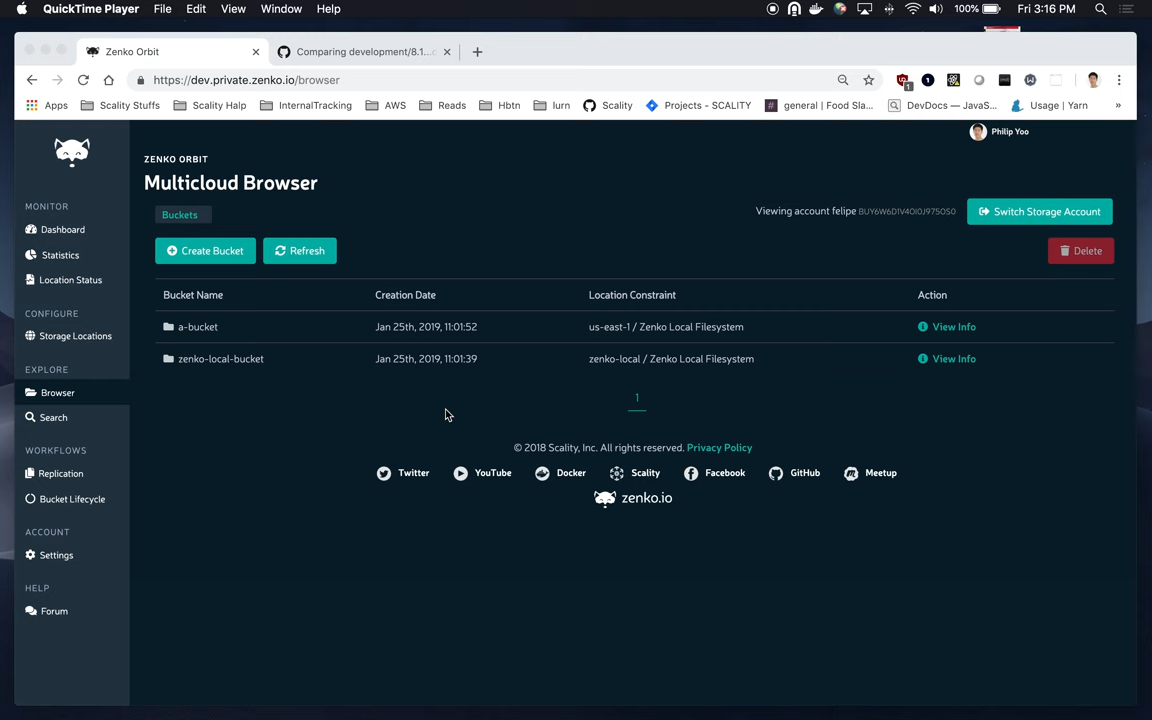 QuickTime Player File Edit View Window Help 100% Fri 3:16 PM
Zenko Orbit Comparing development/8.1...c
https://dev.private.zenko.io/browser
Apps Scality Stuffs Scality Help InternalTracking AWS Reads Hbtn lurn Scality Projects - SCALITY general | Food Sla... DevDocs — JavaS... Usage | Yarn »
Philip Yoo
ZENKO ORBIT
Multicloud Browser
Buckets
Viewing account felipe BUY6W6D1V40I0J9750S0 Switch Storage Account
Create Bucket Refresh Delete
Bucket Name Creation Date Location Constraint Action
a-bucket Jan 25th, 2019, 11:01:52 us-east-1 / Zenko Local Filesystem View Info
zenko-local-bucket Jan 25th, 2019, 11:01:39 zenko-local / Zenko Local Filesystem View Info
1
© 2018 Scality, Inc. All rights reserved. Privacy Policy
Twitter YouTube Docker Scality Facebook GitHub Meetup
zenko.io
MONITOR
Dashboard
Statistics
Location Status
CONFIGURE
Storage Locations
EXPLORE
Browser
Search
WORKFLOWS
Replication
Bucket Lifecycle
ACCOUNT
Settings
HELP
Forum